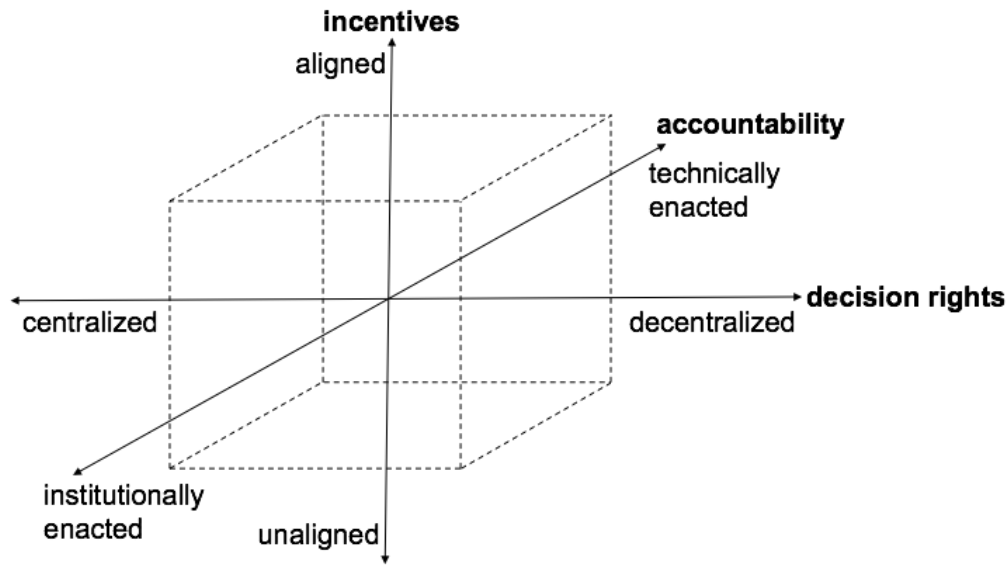 incentives
aligned
accountability
technically
enacted
decision rights
centralized
decentralized
institutionally
enacted
unaligned